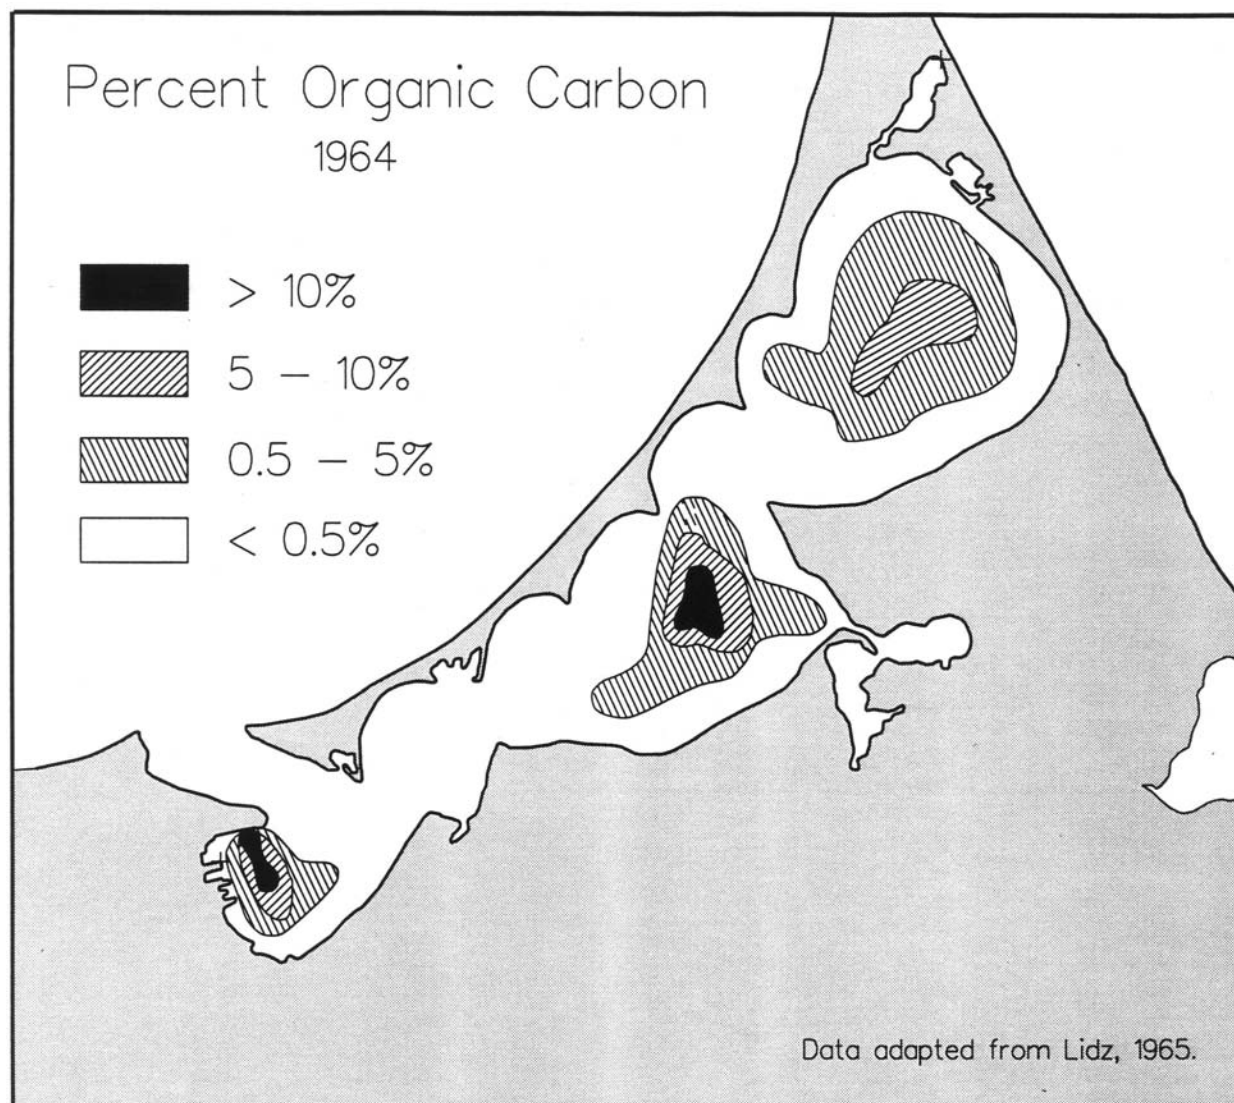 Percent Organic Carbon
1964
> 10%
5 – 10%
0.5 – 5%
< 0.5%
Data adapted from Lidz, 1965.